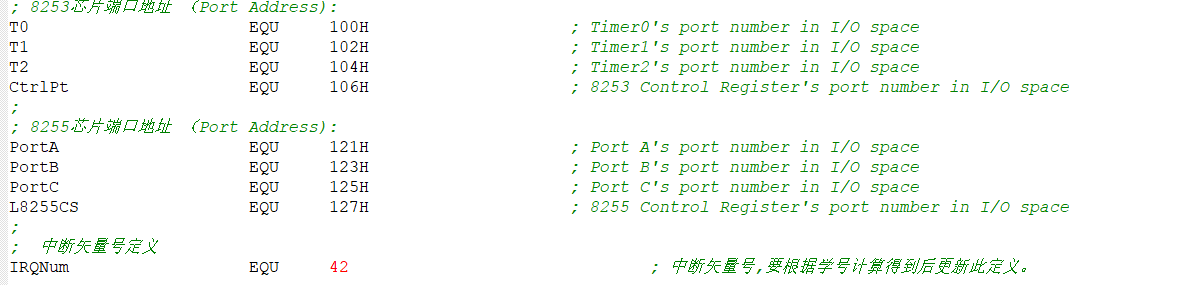 ; 8253芯片端口地址 （Port Address）:
T0 EQU 100H ; Timer0's port number in I/O space
T1 EQU 102H ; Timer1's port number in I/O space
T2 EQU 104H ; Timer2's port number in I/O space
CtrlPt EQU 106H ; 8253 Control Register's port number in I/O space
;
; 8255芯片端口地址 （Port Address）:
PortA EQU 121H ; Port A's port number in I/O space
PortB EQU 123H ; Port B's port number in I/O space
PortC EQU 125H ; Port C's port number in I/O space
L8255CS EQU 127H ; 8255 Control Register's port number in I/O space
;
; 中断矢量号定义
IRQNum EQU 42 ; 中断矢量号,要根据学号计算得到后更新此定义。